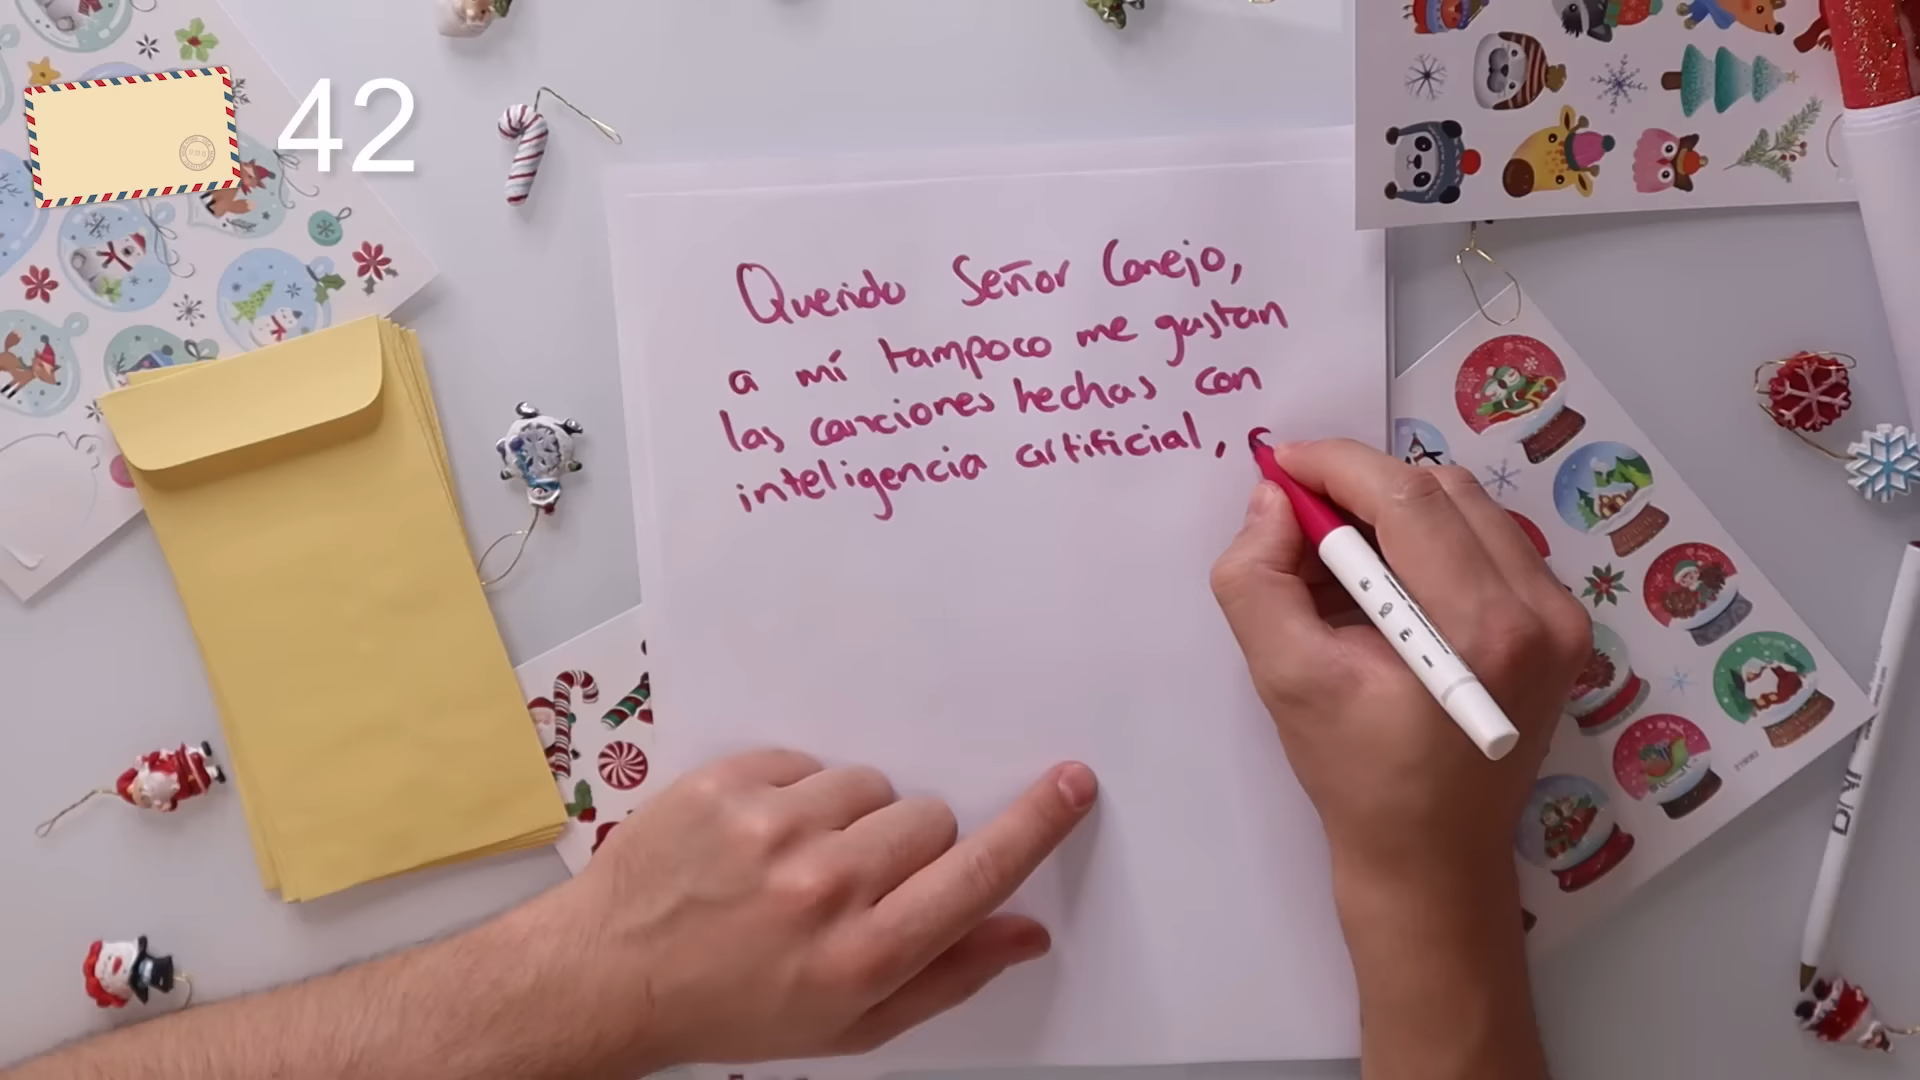 42
Querido Señor Conejo,
a mí tampoco me gustan
las canciones hechas con
inteligencia artificial,